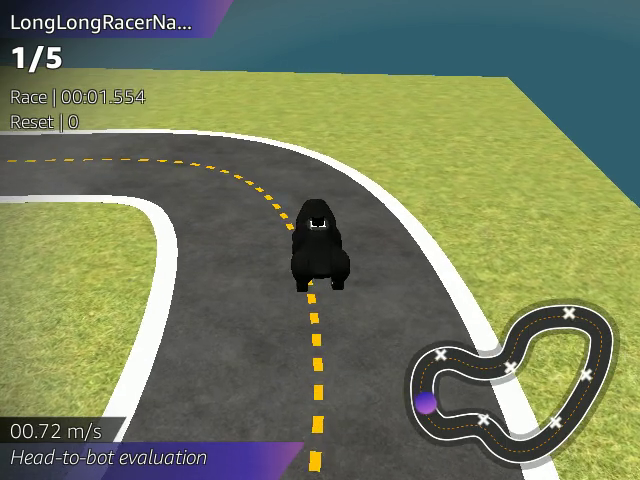 LongLongRacerNa...
1/5
Race | 00:01.554
Reset | 0
00.72 m/s
Head-to-bot evaluation